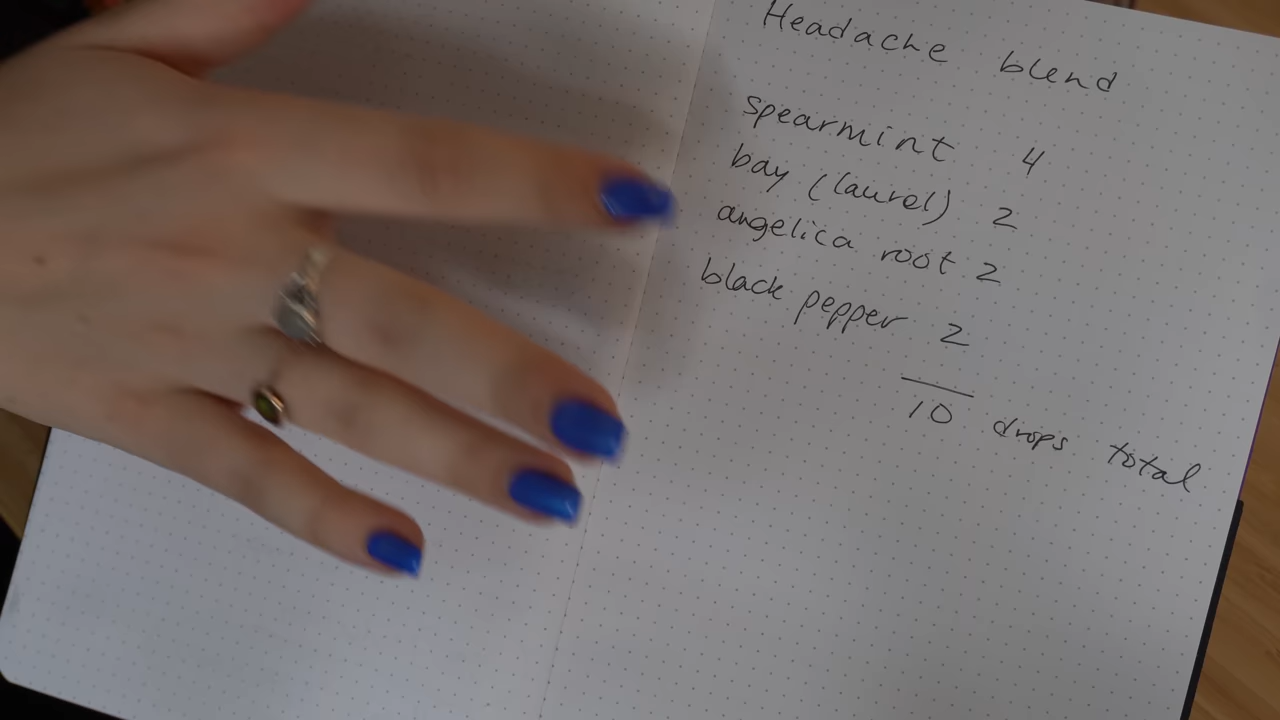 Headache blend
spearmint 4
bay (laurel) 2
angelica root 2
black pepper 2
10 drops total